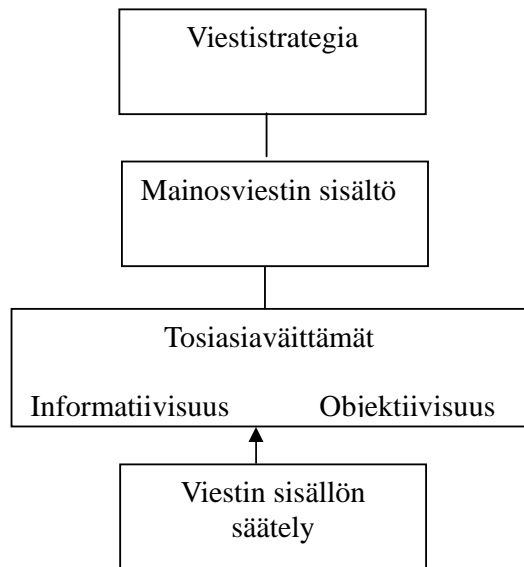 Viestistrategia
Mainosviestin sisältö
Tosiasiaväittämät
Informatiivisuus Objektiivisuus
Viestin sisällön
säätely